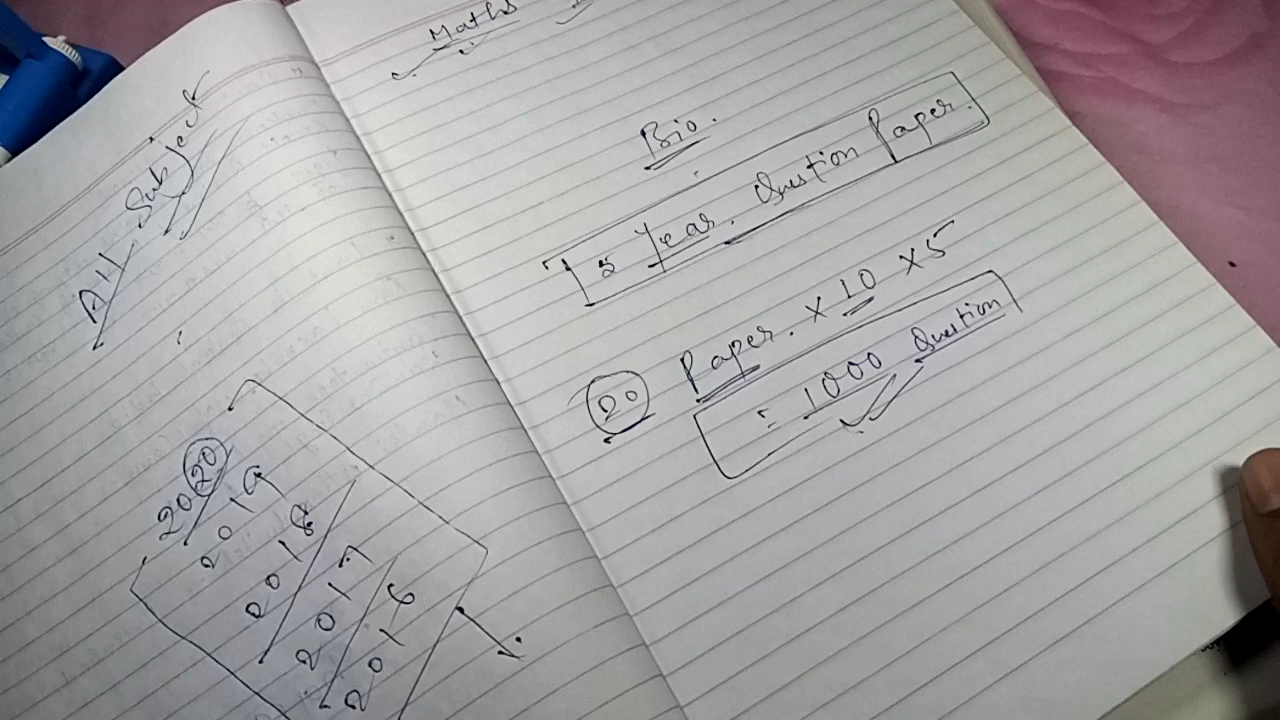 All Subject
2020
2019
2018
2017
2016
Maths
Bio.
5 Year. Question Paper.
20 Paper. × 10 × 5
= 1000 Question